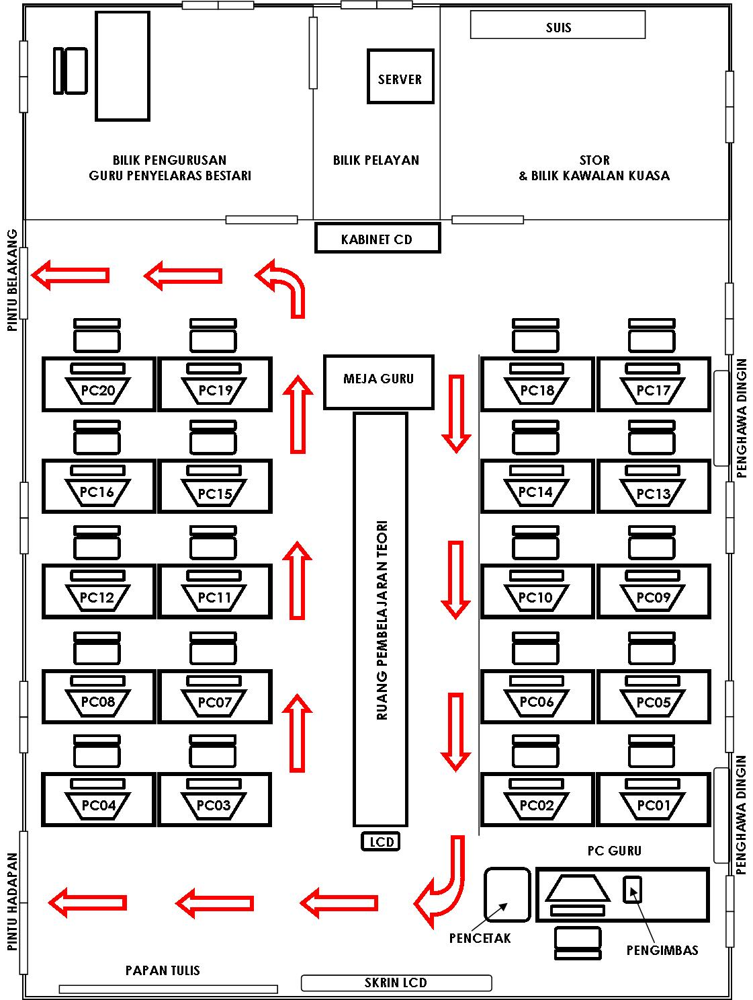 SUIS
SERVER
BILIK PENGURUSAN
GURU PENYELARAS BESTARI
BILIK PELAYAN
STOR
& BILIK KAWALAN KUASA
KABINET CD
PINTU BELAKANG
MEJA GURU
PC20
PC19
PC18
PC17
PENGHAWA DINGIN
PC16
PC15
PC14
PC13
RUANG PEMBELAJARAN TEORI
PC12
PC11
PC10
PC09
PC08
PC07
PC06
PC05
PC04
PC03
PC02
PC01
PENGHAWA DINGIN
LCD
PC GURU
PINTU HADAPAN
PENCETAK
PENGIMBAS
PAPAN TULIS
SKRIN LCD